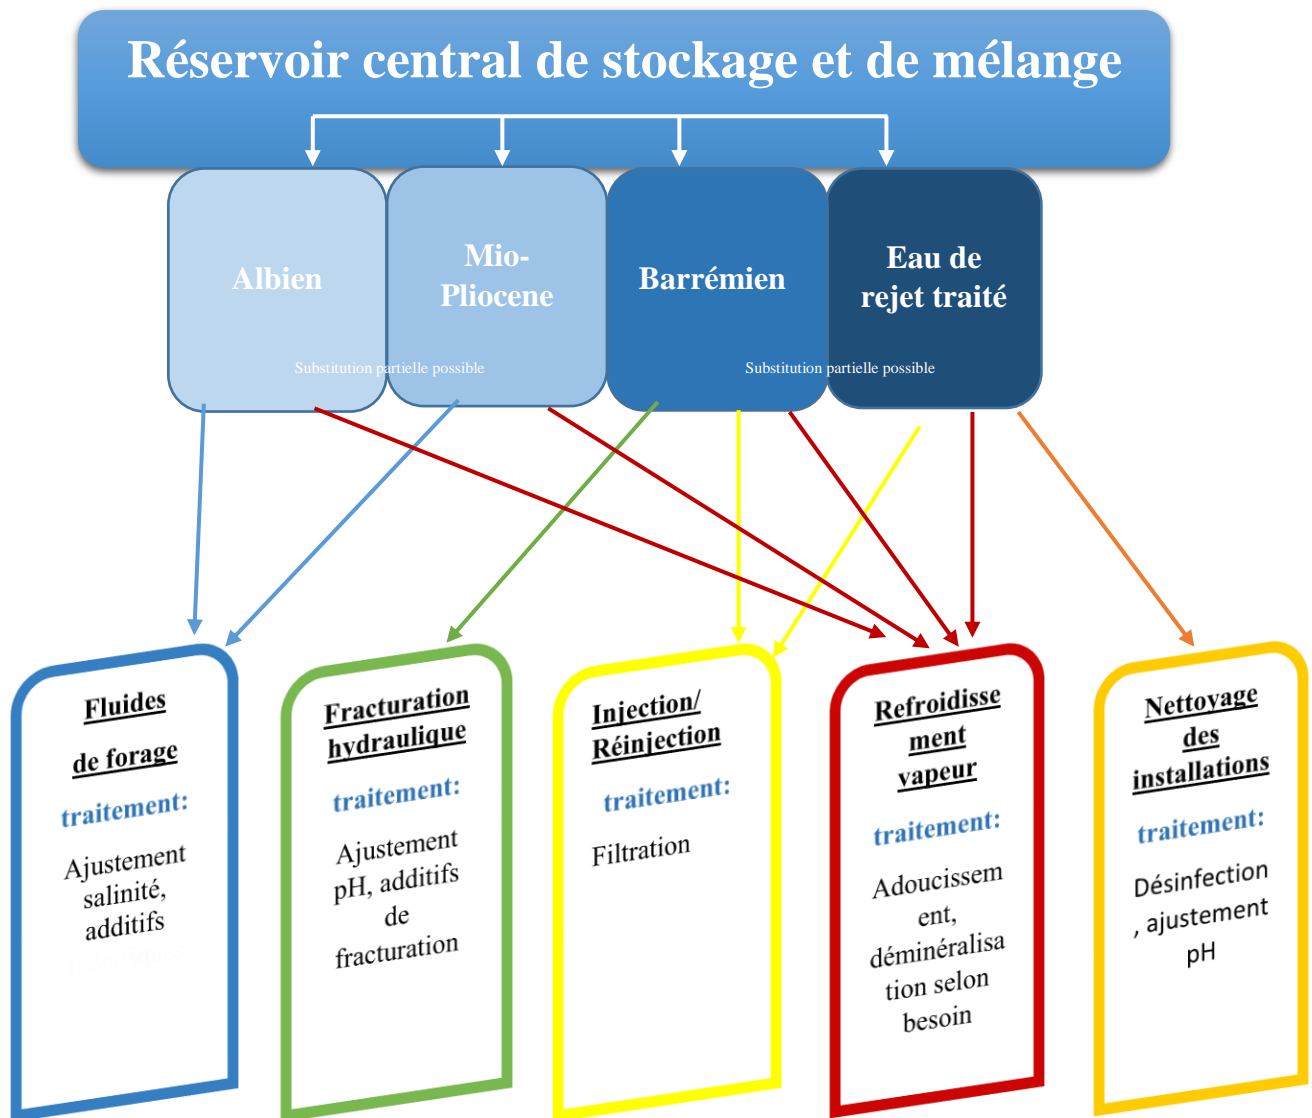 Réservoir central de stockage et de mélange
Albien
Mio-
Pliocene
Barrémien
Eau de
rejet traité
Substitution partielle possible
Substitution partielle possible
Fluides
de forage
traitement:
Ajustement
salinité,
additifs
Fracturation
hydraulique
traitement:
Ajustement
pH, additifs
de
fracturation
Injection/
Réinjection
traitement:
Filtration
Refroidisse
ment
vapeur
traitement:
Adoucissem
ent,
déminéralisa
tion selon
besoin
Nettoyage
des
installations
traitement:
Désinfection
, ajustement
pH